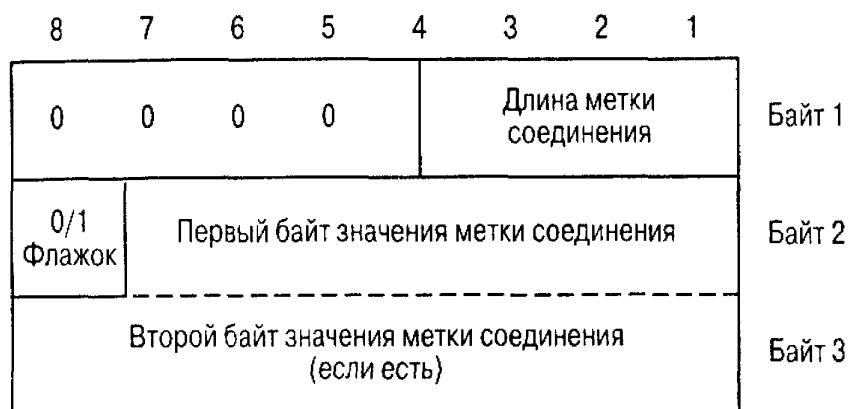 8 7 6 5 4 3 2 1
0 0 0 0
Длина метки
соединения
Байт 1
0/1
Флажок
Первый байт значения метки соединения
Байт 2
Второй байт значения метки соединения
(если есть)
Байт 3